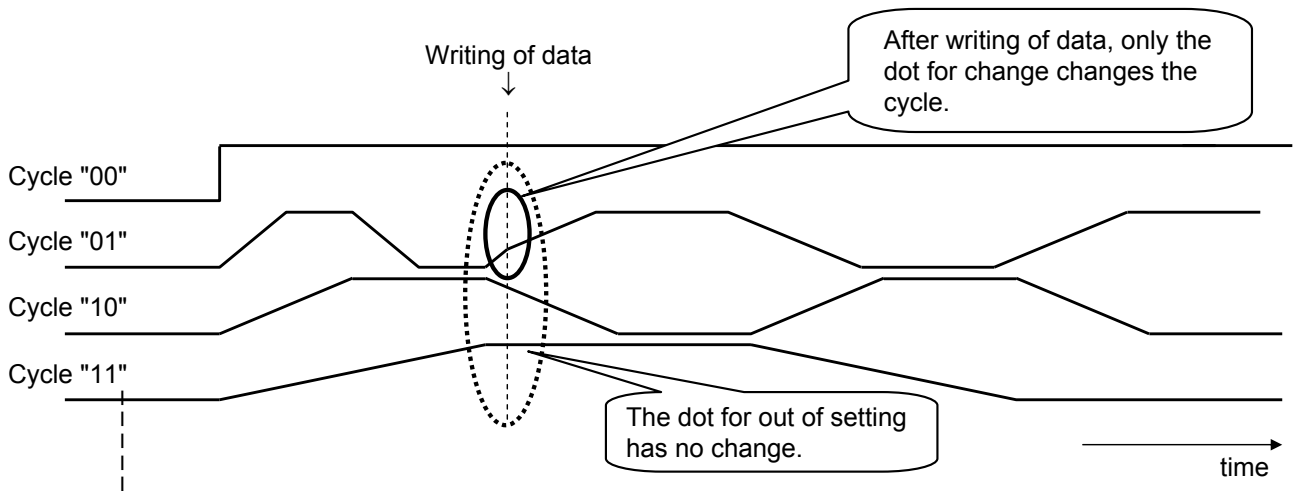 Writing of data
↓
After writing of data, only the
dot for change changes the
cycle.
Cycle "00"
Cycle "01"
Cycle "10"
Cycle "11"
The dot for out of setting
has no change.
time